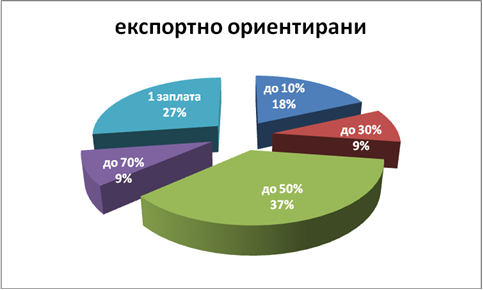 експортно ориентирани
1 заплата
27%
до 10%
18%
до 30%
9%
до 70%
9%
до 50%
37%